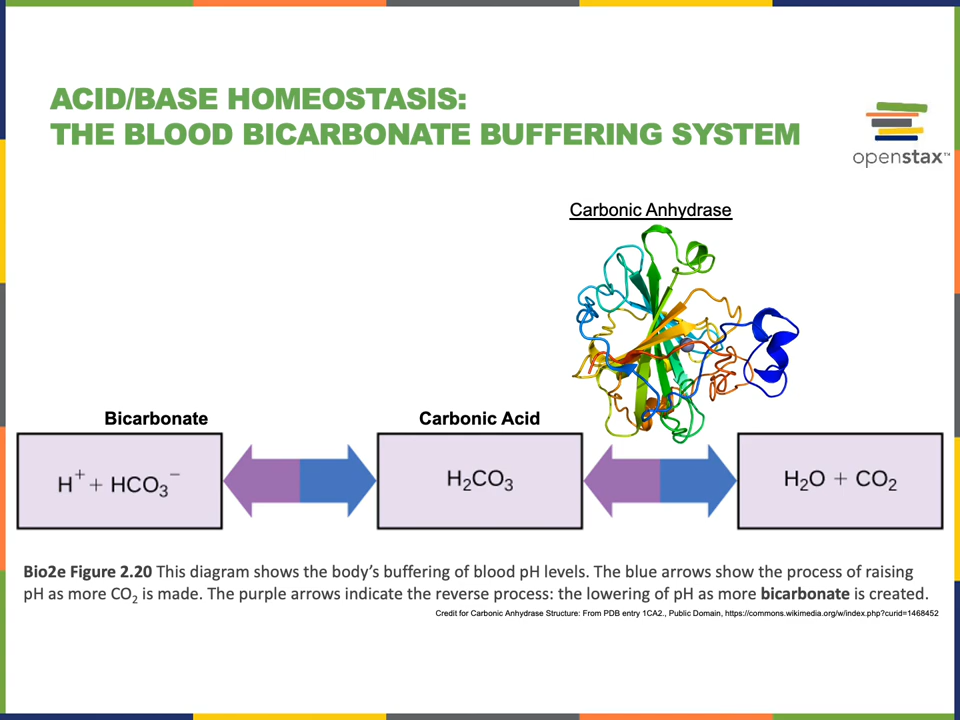 ACID/BASE HOMEOSTASIS:
THE BLOOD BICARBONATE BUFFERING SYSTEM
openstax™
Carbonic Anhydrase
Bicarbonate
Carbonic Acid
H⁺ + HCO₃⁻
H₂CO₃
H₂O + CO₂
Bio2e Figure 2.20 This diagram shows the body’s buffering of blood pH levels. The blue arrows show the process of raising
pH as more CO₂ is made. The purple arrows indicate the reverse process: the lowering of pH as more bicarbonate is created.
Credit for Carbonic Anhydrase Structure: From PDB entry 1CA2., Public Domain, https://commons.wikimedia.org/w/index.php?curid=1468452